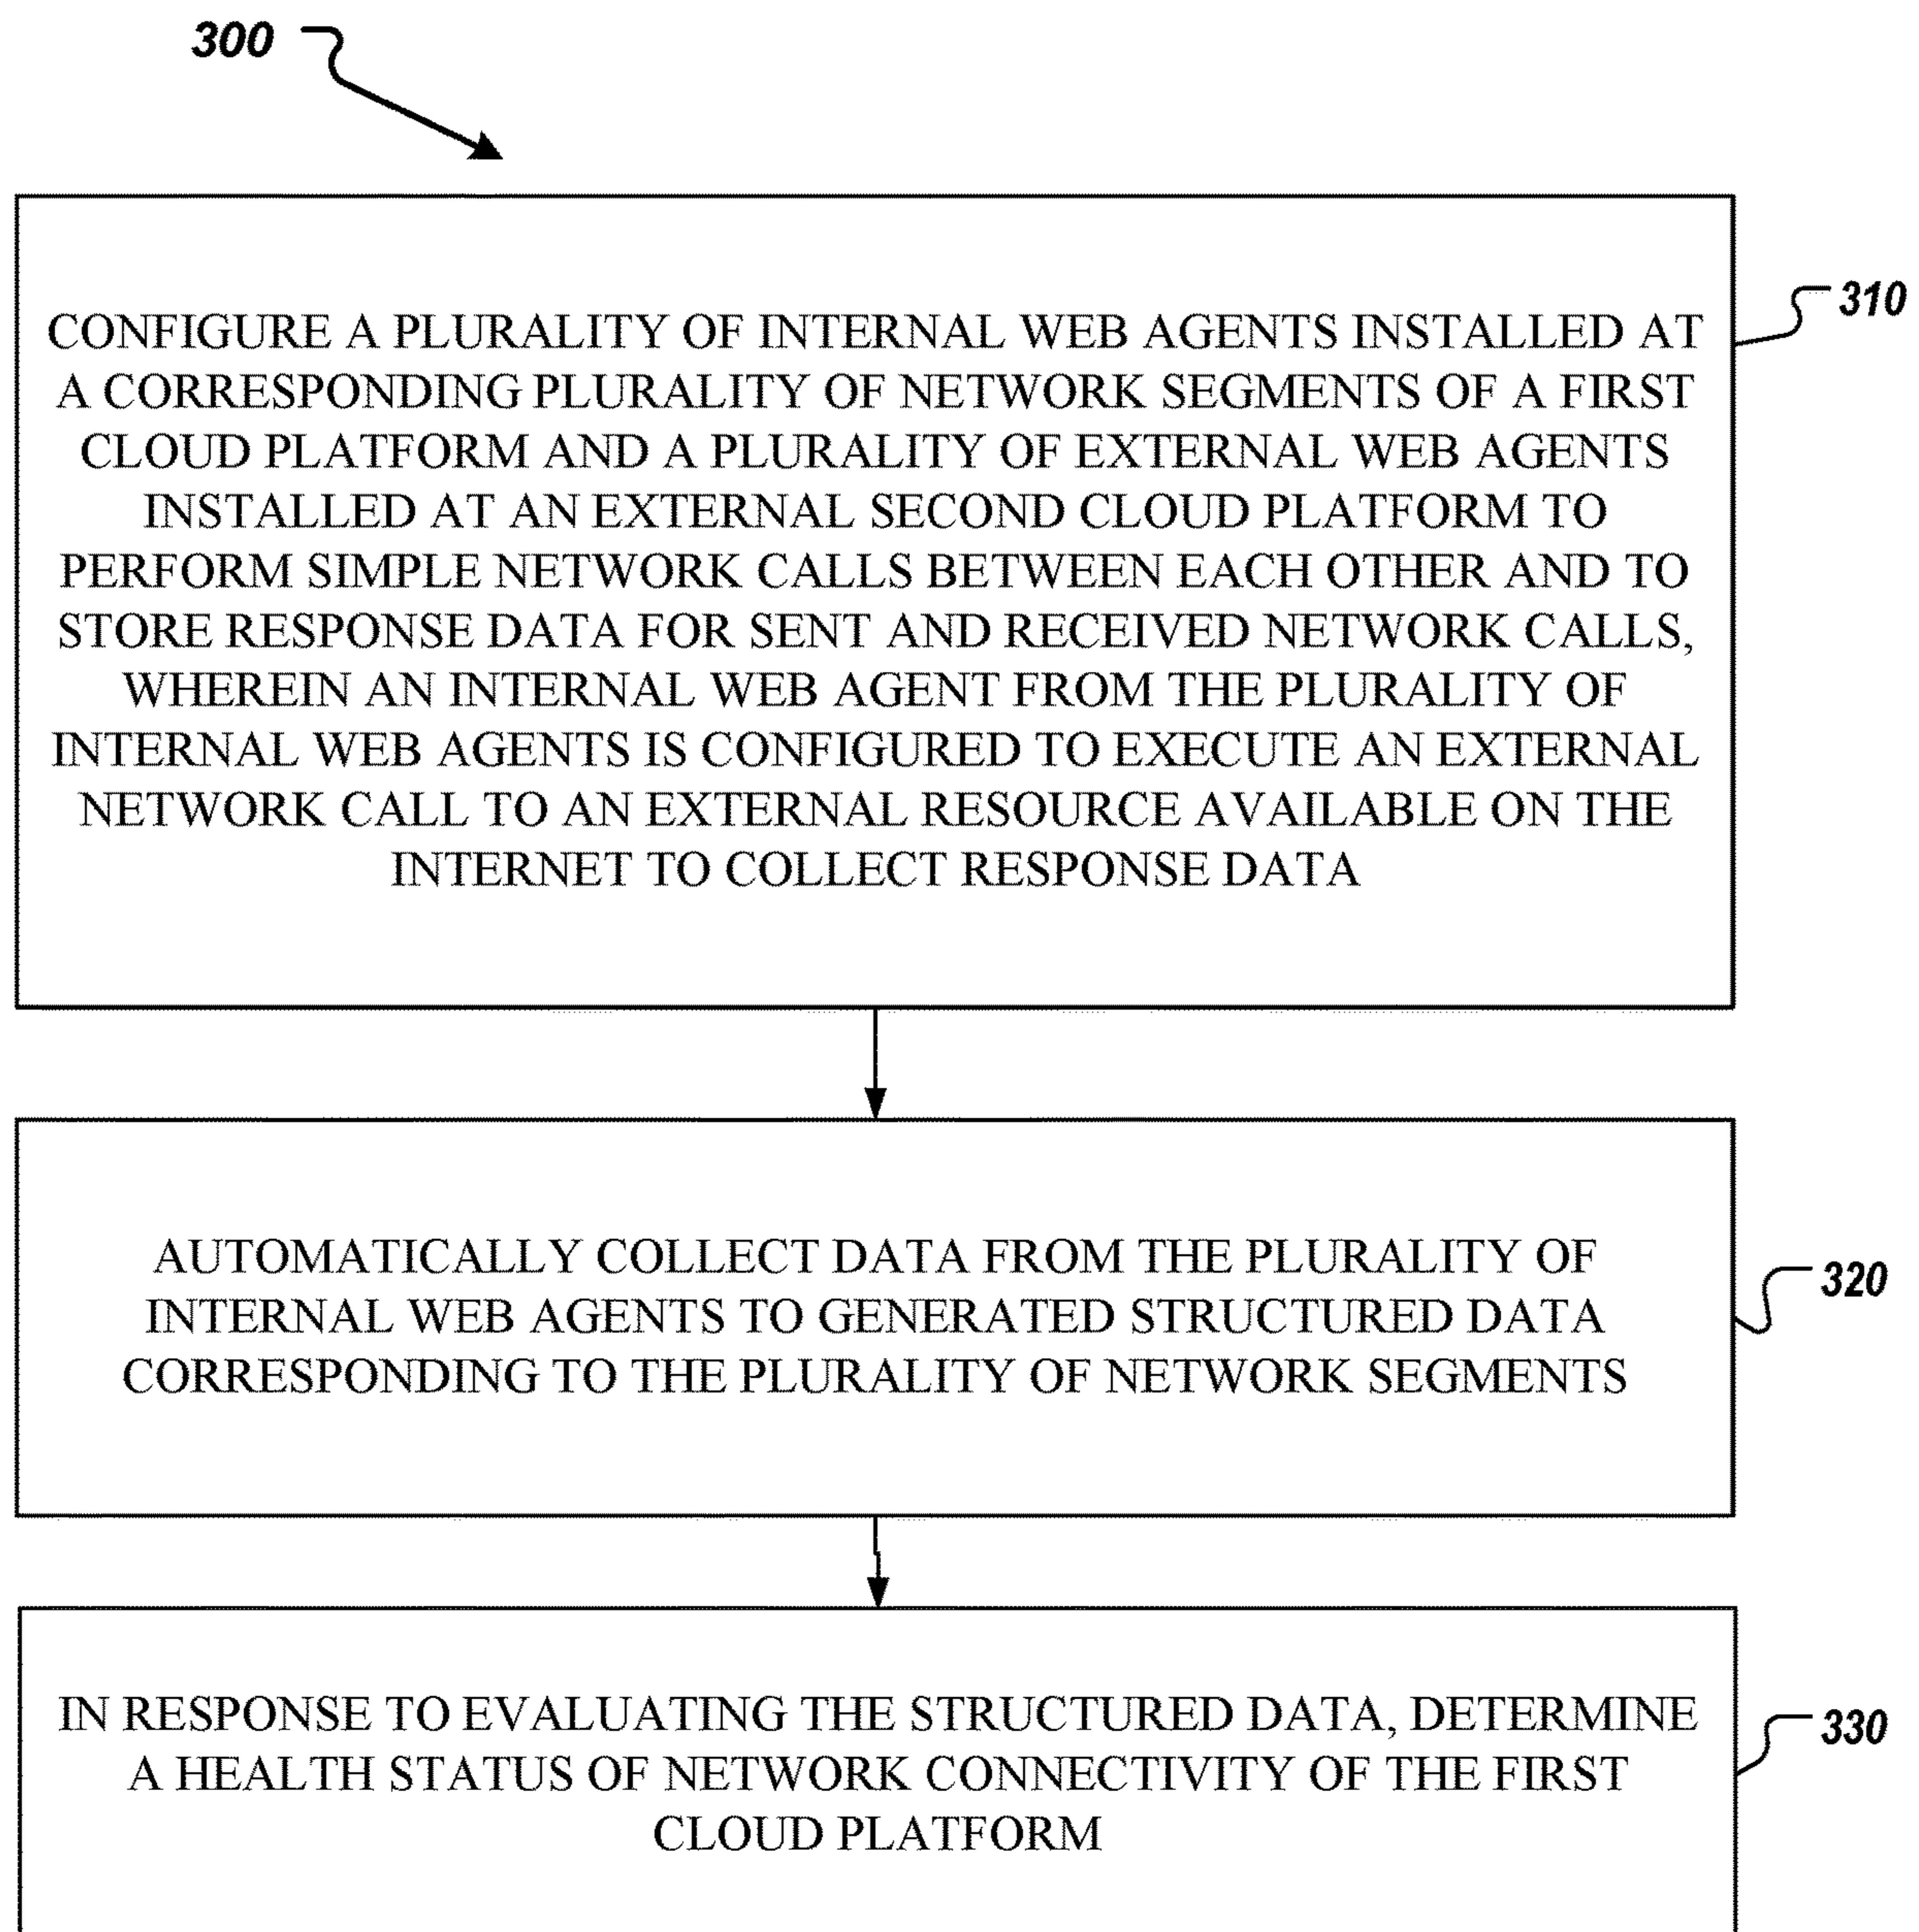 300
CONFIGURE A PLURALITY OF INTERNAL WEB AGENTS INSTALLED AT
A CORRESPONDING PLURALITY OF NETWORK SEGMENTS OF A FIRST
CLOUD PLATFORM AND A PLURALITY OF EXTERNAL WEB AGENTS
INSTALLED AT AN EXTERNAL SECOND CLOUD PLATFORM TO
PERFORM SIMPLE NETWORK CALLS BETWEEN EACH OTHER AND TO
STORE RESPONSE DATA FOR SENT AND RECEIVED NETWORK CALLS,
WHEREIN AN INTERNAL WEB AGENT FROM THE PLURALITY OF
INTERNAL WEB AGENTS IS CONFIGURED TO EXECUTE AN EXTERNAL
NETWORK CALL TO AN EXTERNAL RESOURCE AVAILABLE ON THE
INTERNET TO COLLECT RESPONSE DATA
310
AUTOMATICALLY COLLECT DATA FROM THE PLURALITY OF
INTERNAL WEB AGENTS TO GENERATED STRUCTURED DATA
CORRESPONDING TO THE PLURALITY OF NETWORK SEGMENTS
320
IN RESPONSE TO EVALUATING THE STRUCTURED DATA, DETERMINE
A HEALTH STATUS OF NETWORK CONNECTIVITY OF THE FIRST
CLOUD PLATFORM
330